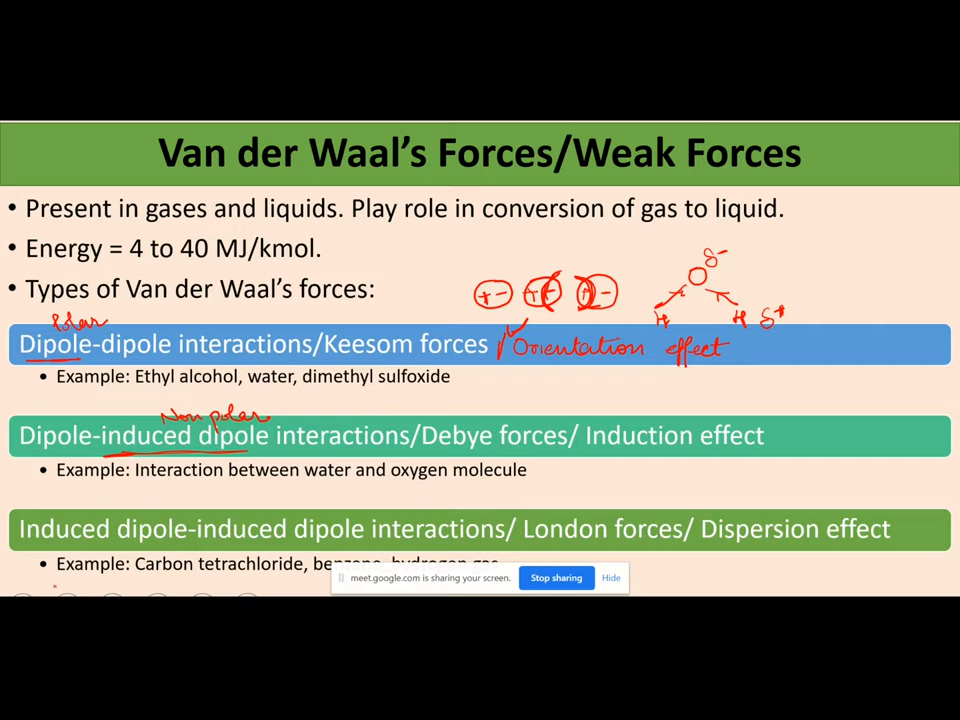 Van der Waal's Forces/Weak Forces
• Present in gases and liquids. Play role in conversion of gas to liquid.
• Energy = 4 to 40 MJ/kmol.
• Types of Van der Waal's forces:
+ - + + + -
O δ-
H H δ+
Polar
Dipole-dipole interactions/Keesom forces / Orientation effect
• Example: Ethyl alcohol, water, dimethyl sulfoxide
Non polar
Dipole-induced dipole interactions/Debye forces/ Induction effect
• Example: Interaction between water and oxygen molecule
Induced dipole-induced dipole interactions/ London forces/ Dispersion effect
• Example: Carbon tetrachloride, benzene, hydrogen gas
meet.google.com is sharing your screen. Stop sharing Hide